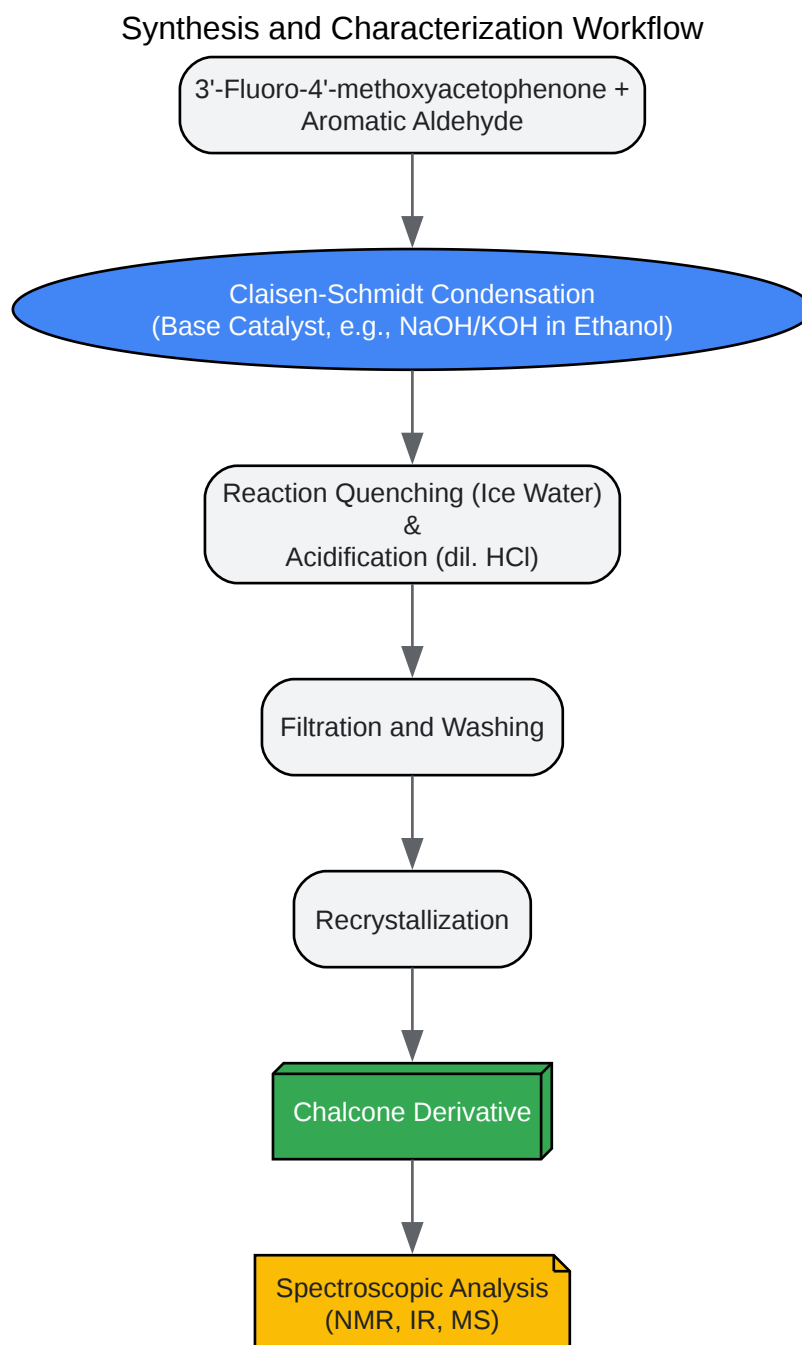 Synthesis and Characterization Workflow
3'-Fluoro-4'-methoxyacetophenone +
Aromatic Aldehyde
Claisen-Schmidt Condensation
(Base Catalyst, e.g., NaOH/KOH in Ethanol)
Reaction Quenching (Ice Water)
&
Acidification (dil. HCl)
Filtration and Washing
Recrystallization
Chalcone Derivative
Spectroscopic Analysis
(NMR, IR, MS)